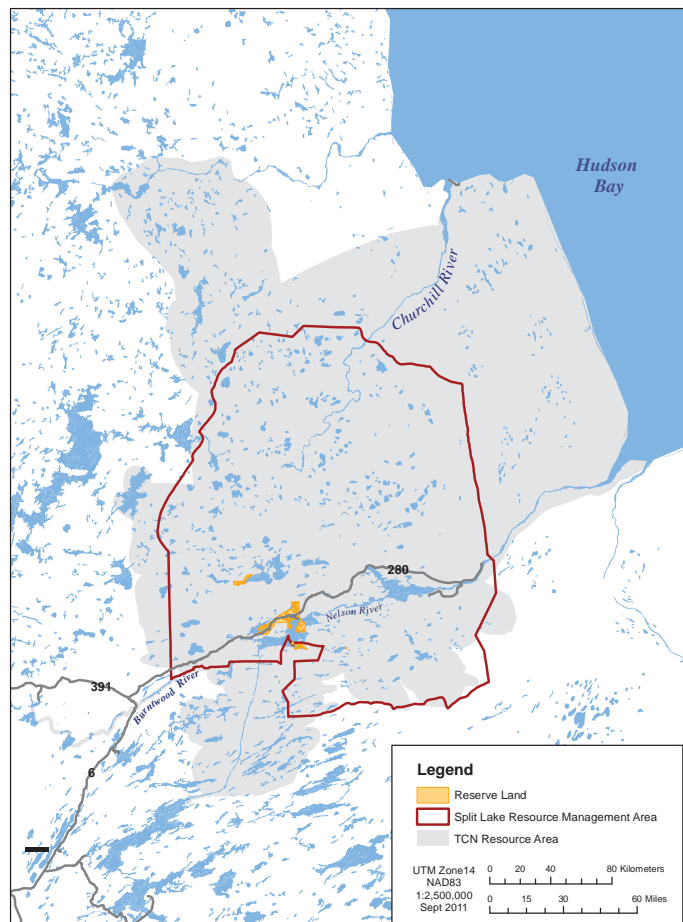 Hudson
Bay
Churchill River
280
Nelson River
391
Burntwood River
6
Legend
Reserve Land
Split Lake Resource Management Area
TCN Resource Area
UTM Zone14
NAD83
1:2,500,000
Sept 2011
0 20 40 80 Kilometers
0 15 30 60 Miles